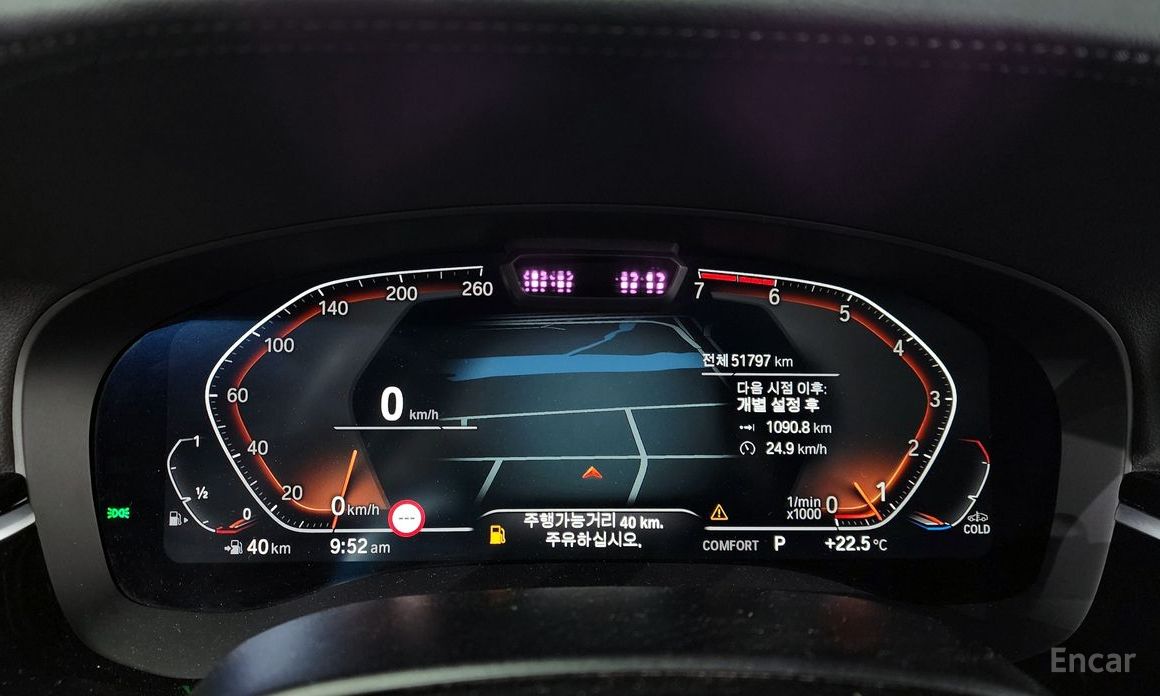 260
200
140
100
60
40
20
0 km/h
0 km/h
1
½
0
40 km
9:52 am
---
전체 51797 km
다음 시점 이후:
개별 설정 후
1090.8 km
24.9 km/h
주행가능거리 40 km.
주유하십시오.
7
6
5
4
3
2
1
0
1/min
x1000
COMFORT P
+22.5 °C
COLD
Encar